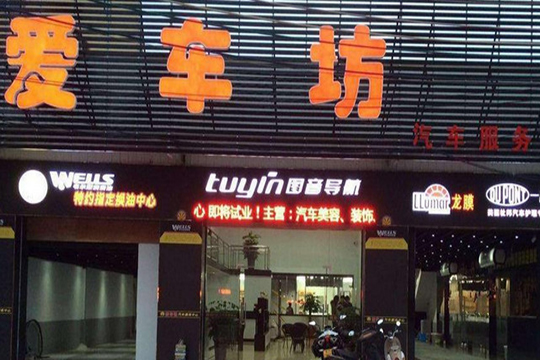 爱车坊
汽车服务
WELLS
特约指定换油中心
tuyin图音导航
心 即将试业！主营：汽车美容、装饰、
LLumar龙膜
DUPONT
WELLS